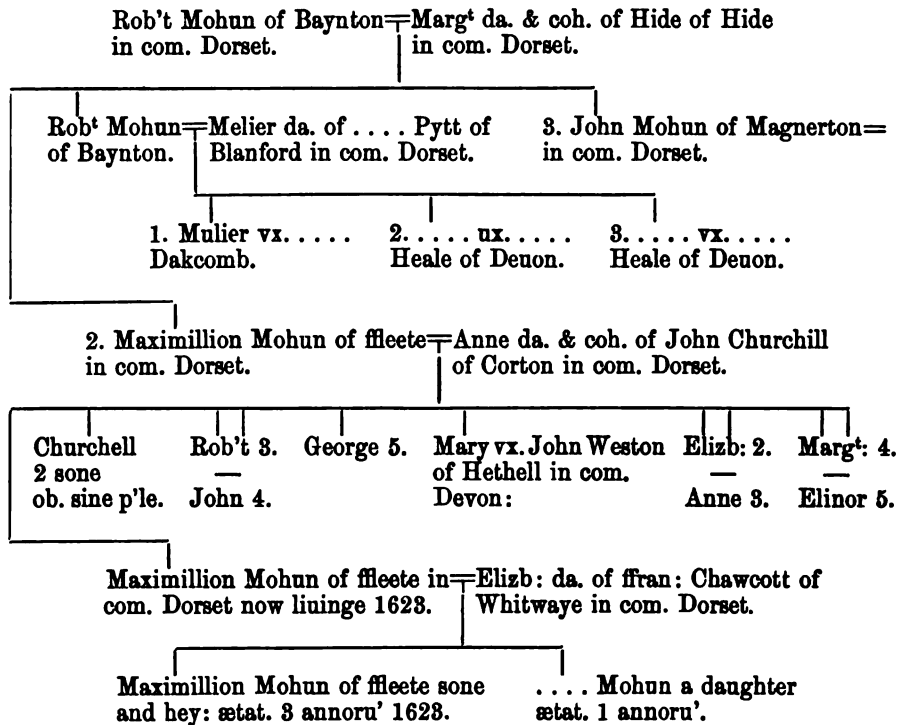 Rob't Mohun of Baynton=Margᵗ da. & coh. of Hide of Hide
in com. Dorset. in com. Dorset.
Robᵗ Mohun=Melier da. of .... Pytt of
of Baynton. Blanford in com. Dorset.
3. John Mohun of Magnerton=
in com. Dorset.
1. Mulier vx.....
Dakcomb.
2..... ux.....
Heale of Deuon.
3..... vx.....
Heale of Deuon.
2. Maximillion Mohun of ffleete=Anne da. & coh. of John Churchill
in com. Dorset. of Corton in com. Dorset.
Churchell
2 sone
ob. sine p'le.
Rob't 3.
—
John 4.
George 5.
Mary vx. John Weston
of Hethell in com.
Devon:
Elizb: 2.
—
Anne 3.
Margᵗ: 4.
—
Elinor 5.
Maximillion Mohun of ffleete in=Elizb: da. of ffran: Chawcott of
com. Dorset now liuinge 1623. Whitwaye in com. Dorset.
Maximillion Mohun of ffleete sone
and hey: ætat. 3 annoru' 1623.
.... Mohun a daughter
ætat. 1 annoru'.